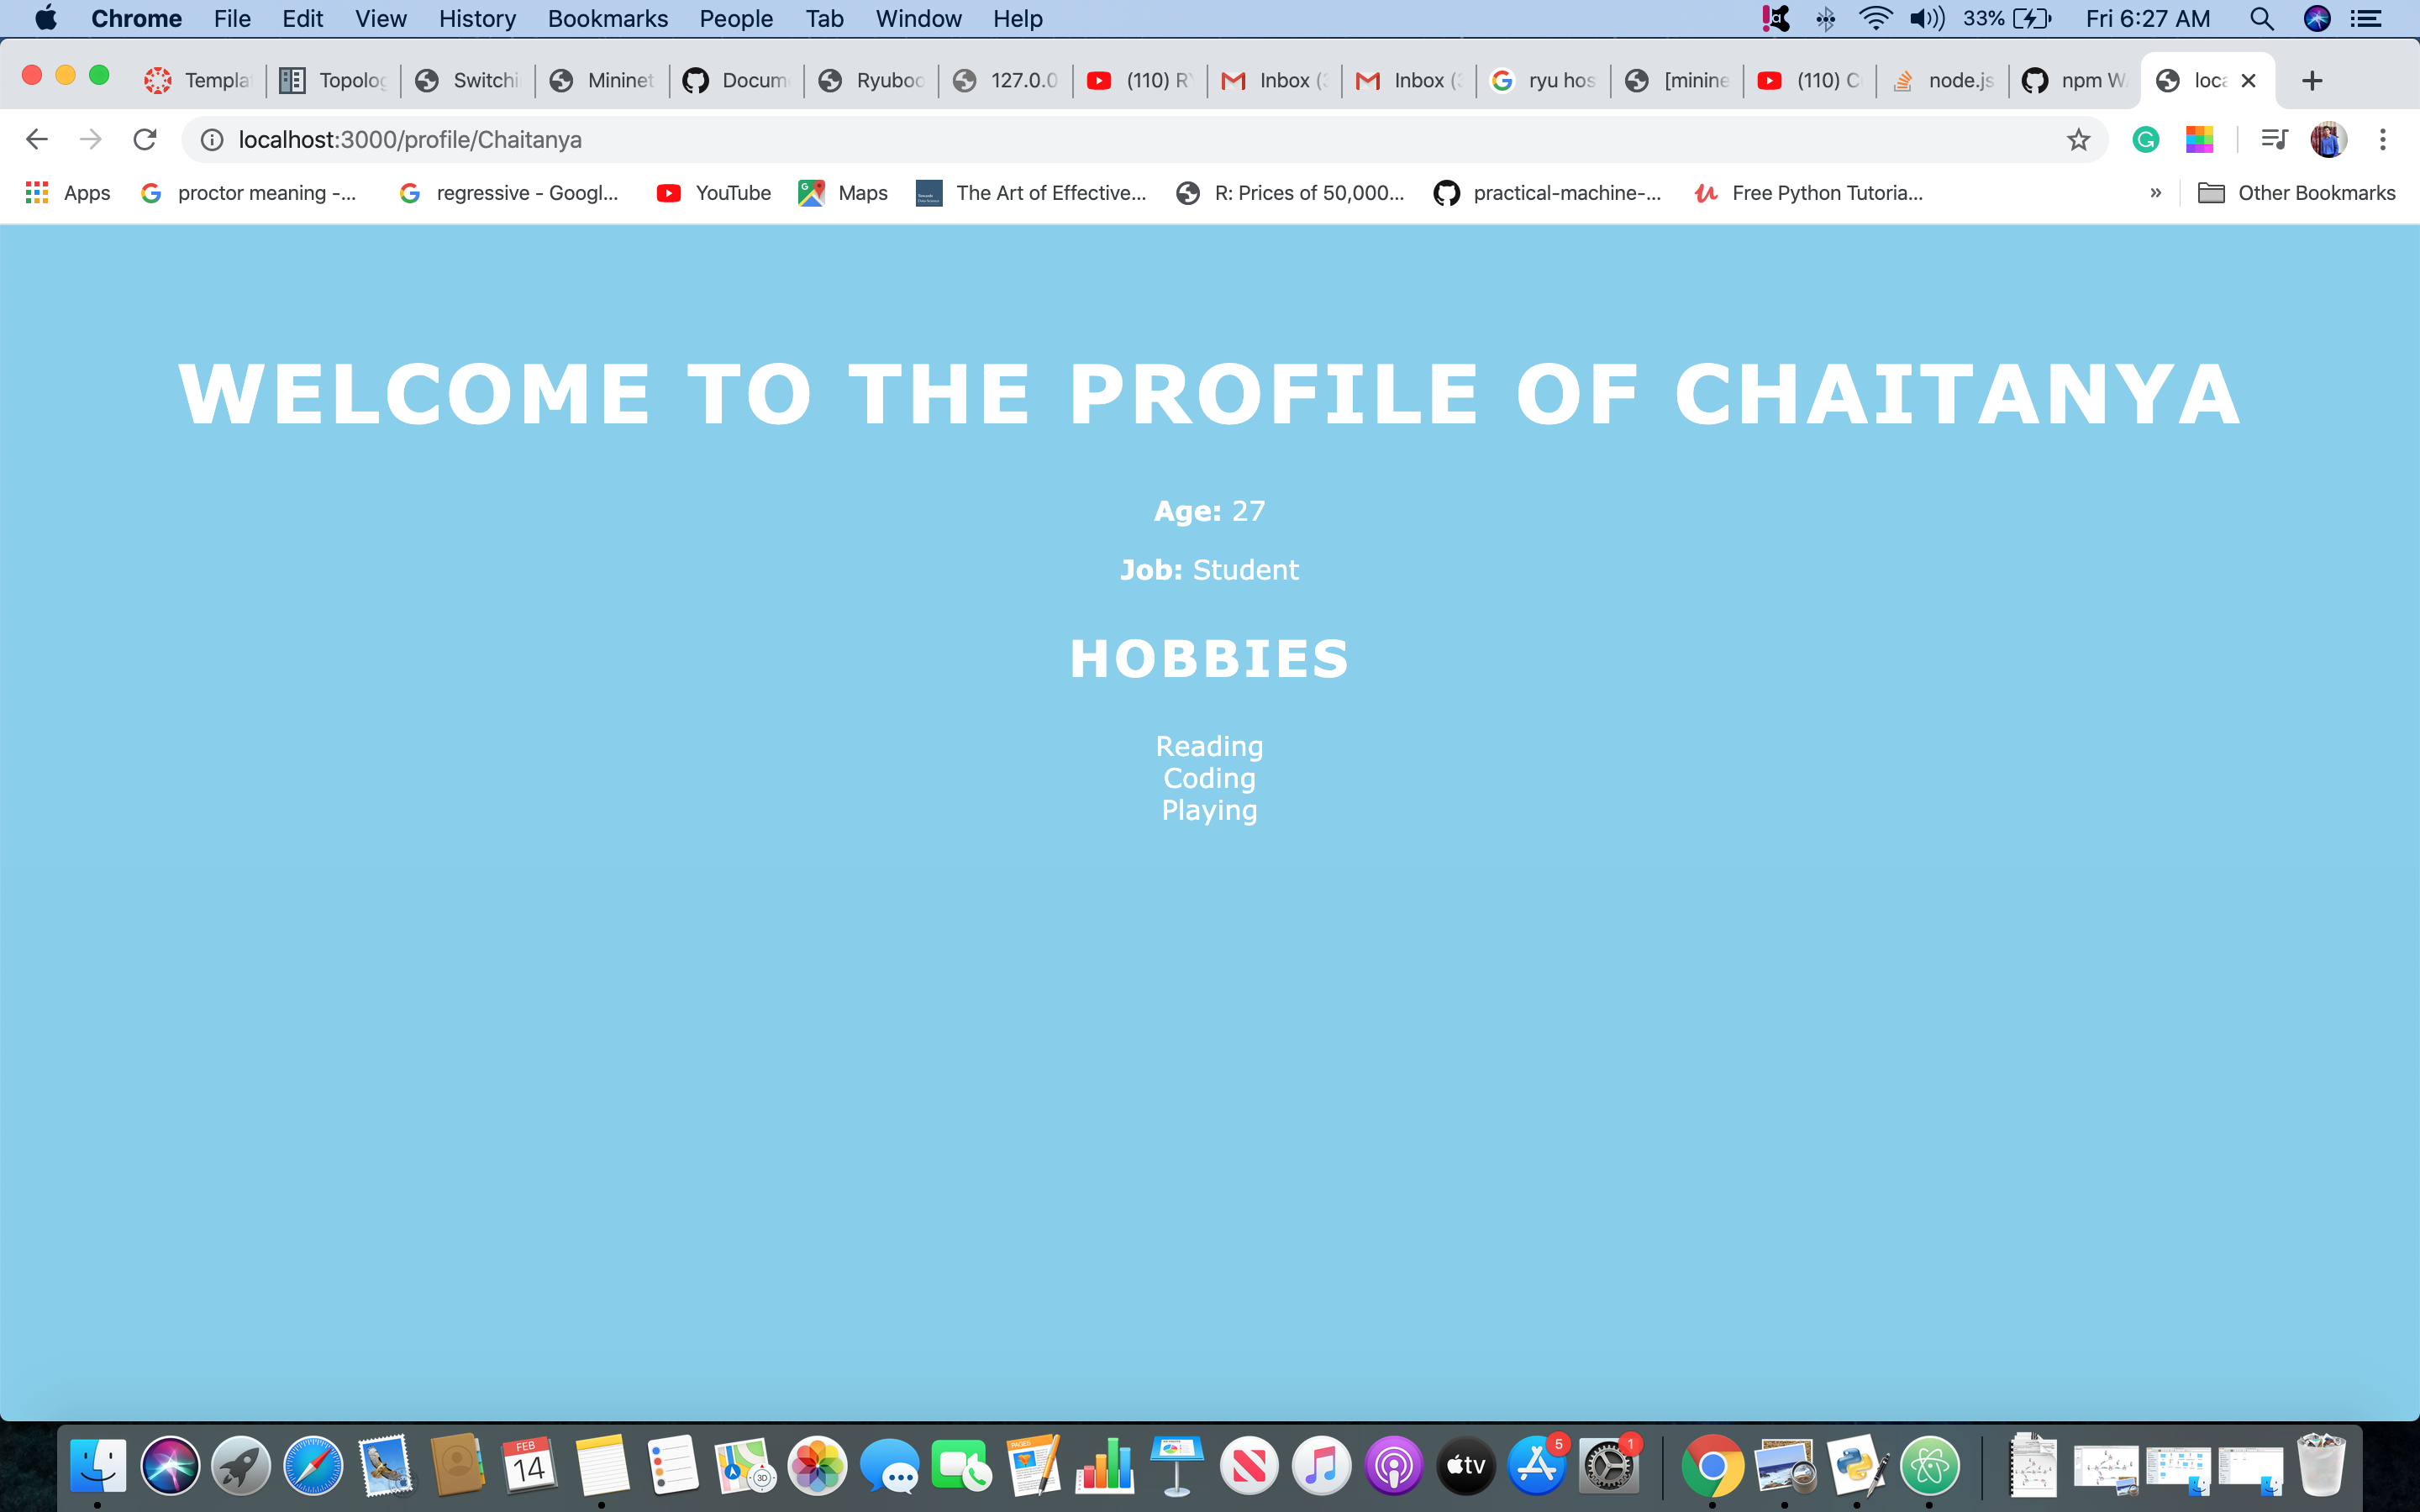 Chrome File Edit View History Bookmarks People Tab Window Help 33% Fri 6:27 AM
Templa Topolog Switchi Mininet Docum Ryuboo 127.0.0 (110) R Inbox ( Inbox ( ryu hos [minine (110) C node.js npm W loca
localhost:3000/profile/Chaitanya
Apps proctor meaning -... regressive - Googl... YouTube Maps The Art of Effective... R: Prices of 50,000... practical-machine-... Free Python Tutoria... » Other Bookmarks
WELCOME TO THE PROFILE OF CHAITANYA
Age: 27
Job: Student
HOBBIES
Reading
Coding
Playing
FEB
14
PAGES
3D
tv
5
1